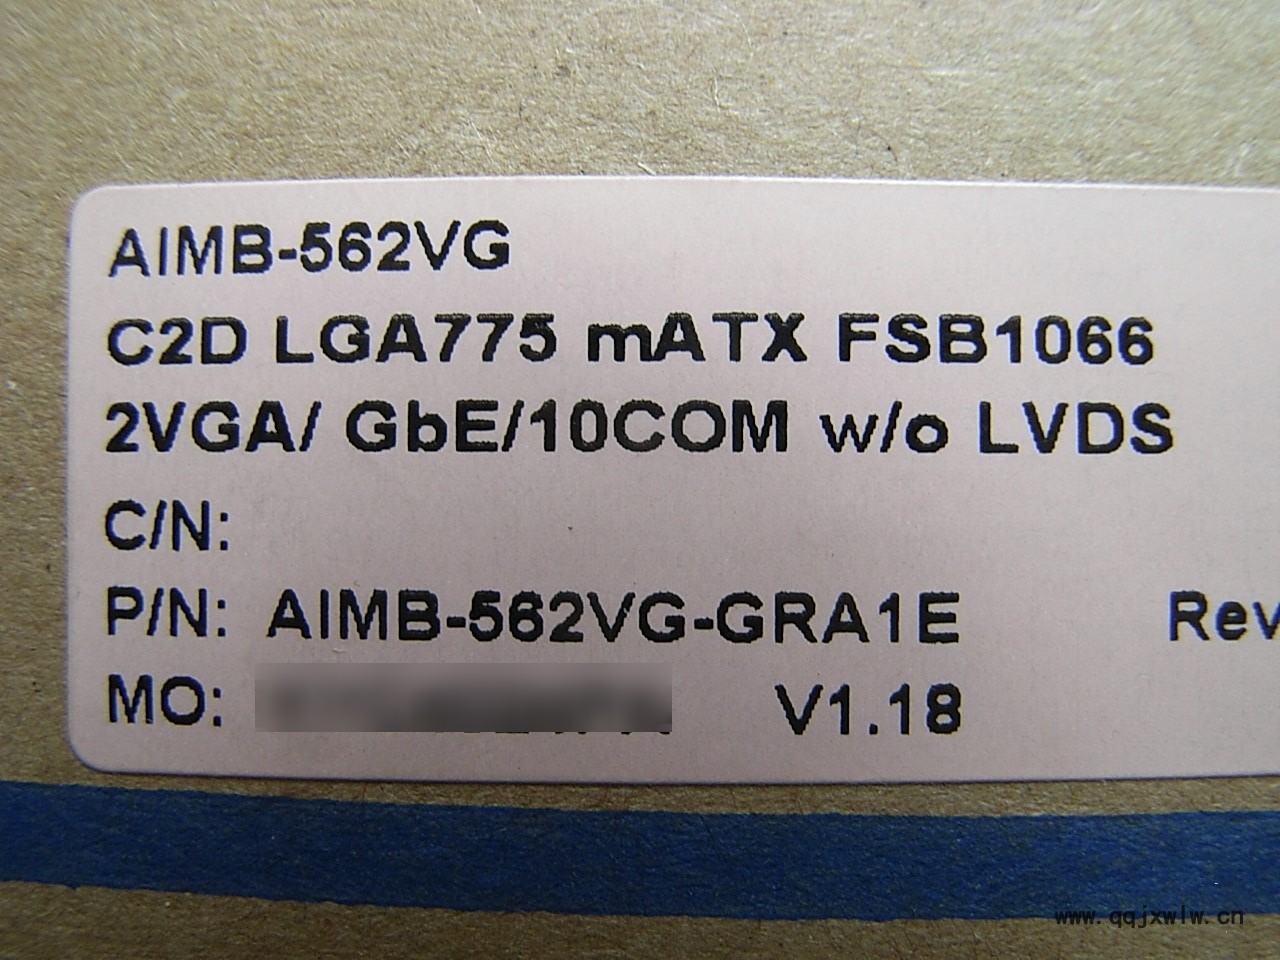 AIMB-562VG
C2D LGA775 mATX FSB1066
2VGA/ GbE/10COM w/o LVDS
C/N:
P/N: AIMB-562VG-GRA1E Rev
MO: V1.18
www.qqjxwlw.cn